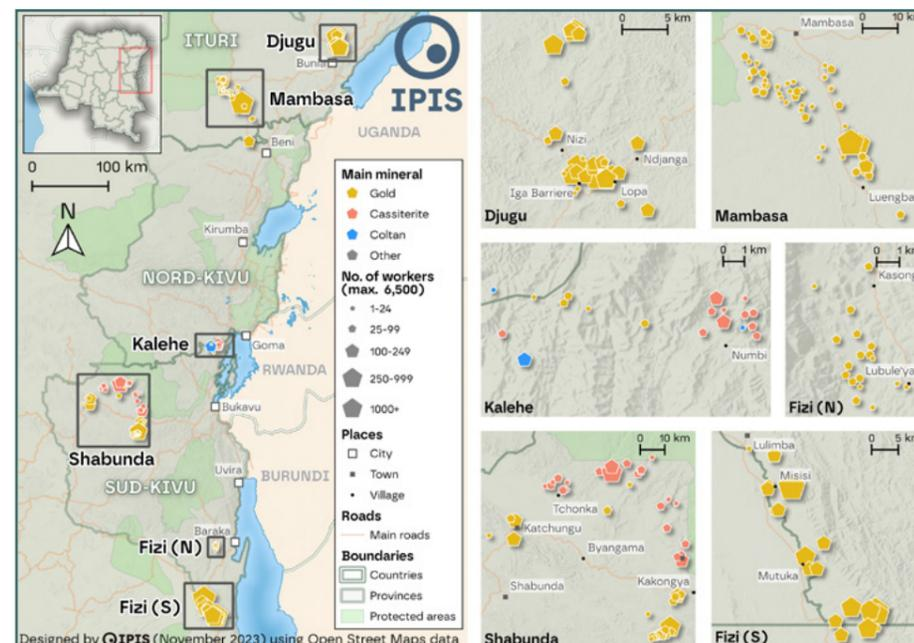 ITURI
Djugu
Bunia
IPIS
Mambasa
UGANDA
Beni
0 100 km
N
Kirumba
NORD-KIVU
Kalehe
Goma
RWANDA
Bukavu
Shabunda
Uvira
SUD-KIVU
BURUNDI
Baraka
Fizi (N)
Fizi (S)
Designed by IPIS (November 2023) using Open Street Maps data
Main mineral
Gold
Cassiterite
Coltan
Other
No. of workers
(max. 6,500)
1-24
25-99
100-249
250-999
1000+
Places
City
Town
Village
Roads
Main roads
Boundaries
Countries
Provinces
Protected areas
0 5 km
Nizi
Ndjanga
Iga Barriere
Lopa
Djugu
Mambasa
0 10 km
Luengba
Mambasa
0 1 km
Numbi
Kalehe
0 1 k
Kasong
Lubule'ya
Fizi (N)
0 10 km
Tchonka
Katchungu
Byangama
Kakongya
Shabunda
Shabunda
0 5 k
Lulimba
Misisi
Mutuka
Fizi (S)